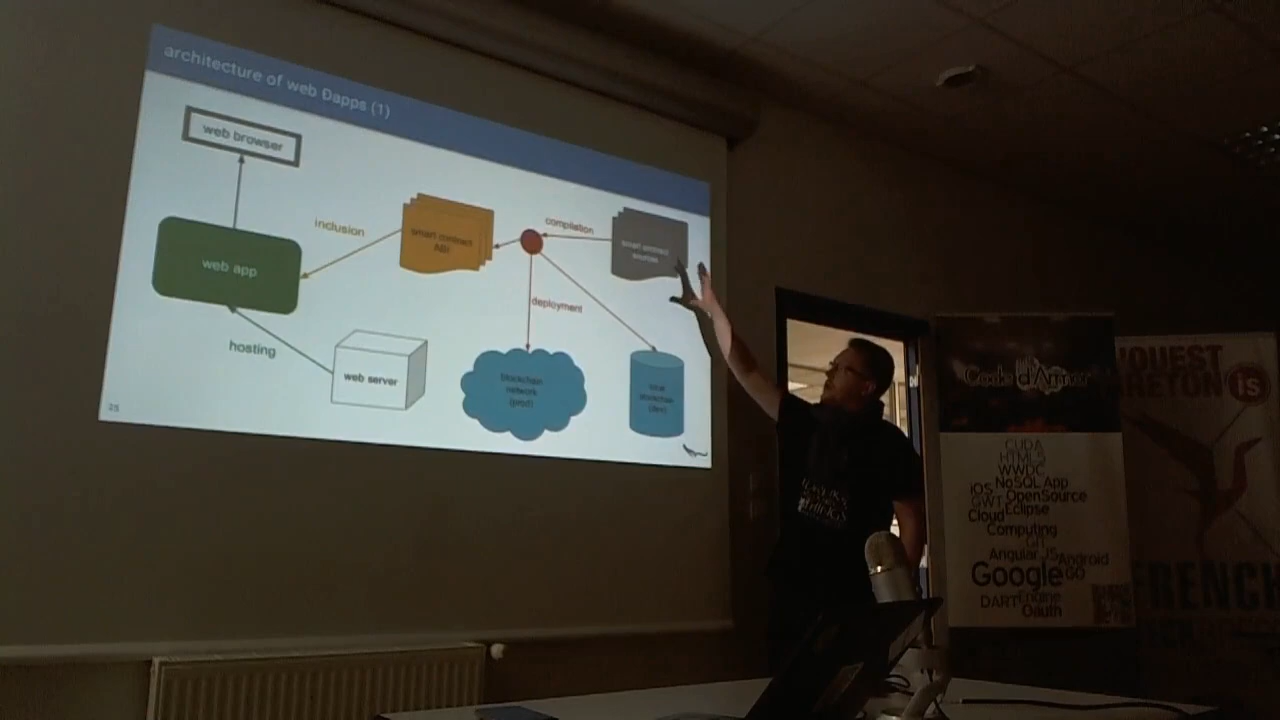 architecture of web Ðapps (1)
web browser
inclusion
smart contract
ABI
compilation
smart contract
sources
web app
deployment
hosting
web server
blockchain
network
(prod)
blockchain
(dev)
25
Code d'Armor
CUDA
HTML5
WWDC
iOS NoSQL App
GWT OpenSource
Cloud Eclipse
Computing
Git
Angular JS Android
Google GO
DART Engine
Oauth
OUEST
is
FRENCH